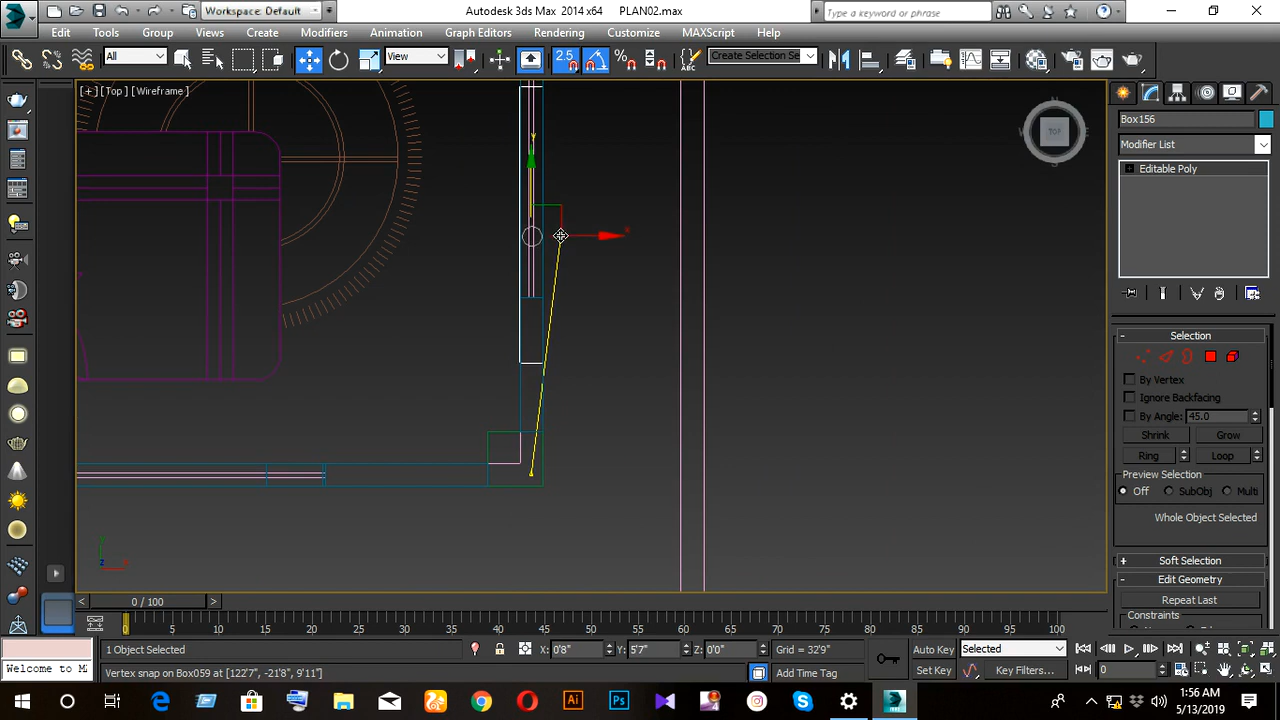 Workspace: Default
Autodesk 3ds Max 2014 x64 PLAN02.max
Type a keyword or phrase
Edit Tools Group Views Create Modifiers Animation Graph Editors Rendering Customize MAXScript Help
All View 2.5 Create Selection Se
[+] [Top] [Wireframe]
N
TOP
Box156
Modifier List
Editable Poly
y
x
Selection
By Vertex
Ignore Backfacing
By Angle: 45.0
Shrink Grow
Ring Loop
Preview Selection
Off SubObj Multi
Whole Object Selected
Soft Selection
Edit Geometry
Repeat Last
Constraints
0 / 100
0 5 10 15 20 25 30 35 40 45 50 55 60 65 70 75 80 85 90 95 100
1 Object Selected X: 0'8" Y: 5'7" Z: 0'0" Grid = 32'9" Auto Key Selected
Welcome to M Vertex snap on Box059 at [122'7", -21'8", 9'11"] Add Time Tag Set Key Key Filters... 0
Ai Ps
1:56 AM
5/13/2019